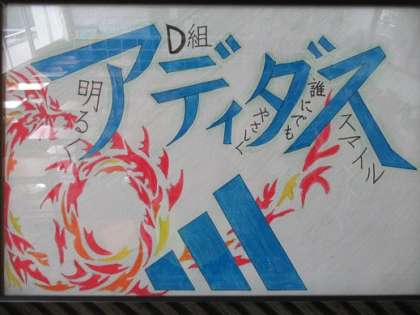 アディダス
明るく
D組
誰にでも
やさしく
スマイル